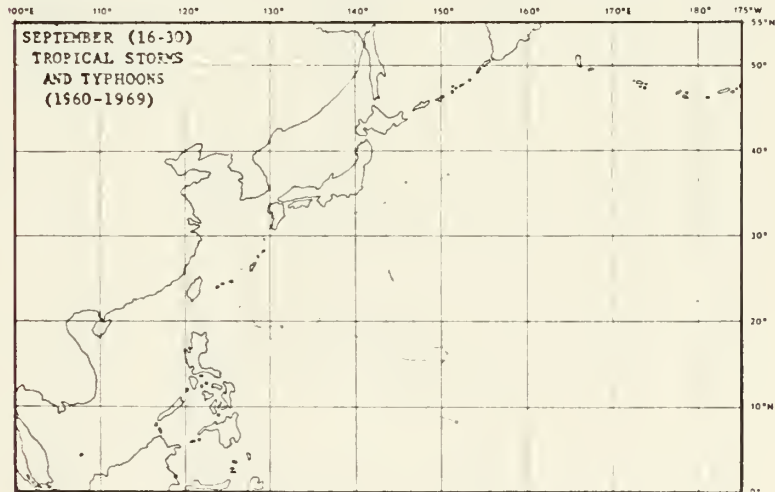 100°E 110° 120° 130° 140° 150° 160° 170°E 180° 175°W
55°N
SEPTEMBER (16-30)
TROPICAL STORMS
AND TYPHOONS
(1960-1969)
50°
40°
30°
20°
10°N
0°